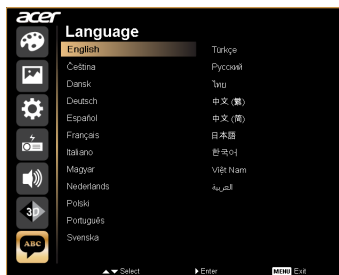 acer
Language
English
Čeština
Dansk
Deutsch
Español
Français
Italiano
Magyar
Nederlands
Polski
Português
Svenska
Türkçe
Русский
ไทย
中文 (繁)
中文 (简)
日本語
한국어
Việt Nam
العربية
3D
ABC
Select
Enter
MENU Exit